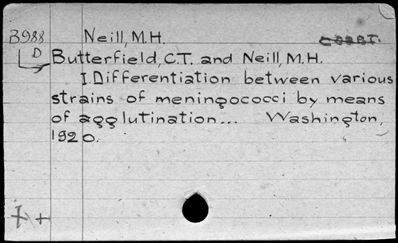 B988 Neill, M.H.
D Butterfield, C.T. and Neill, M.H.
I. Differentiation between various
strains of meningococci by means
of agglutination... Washington,
1920.